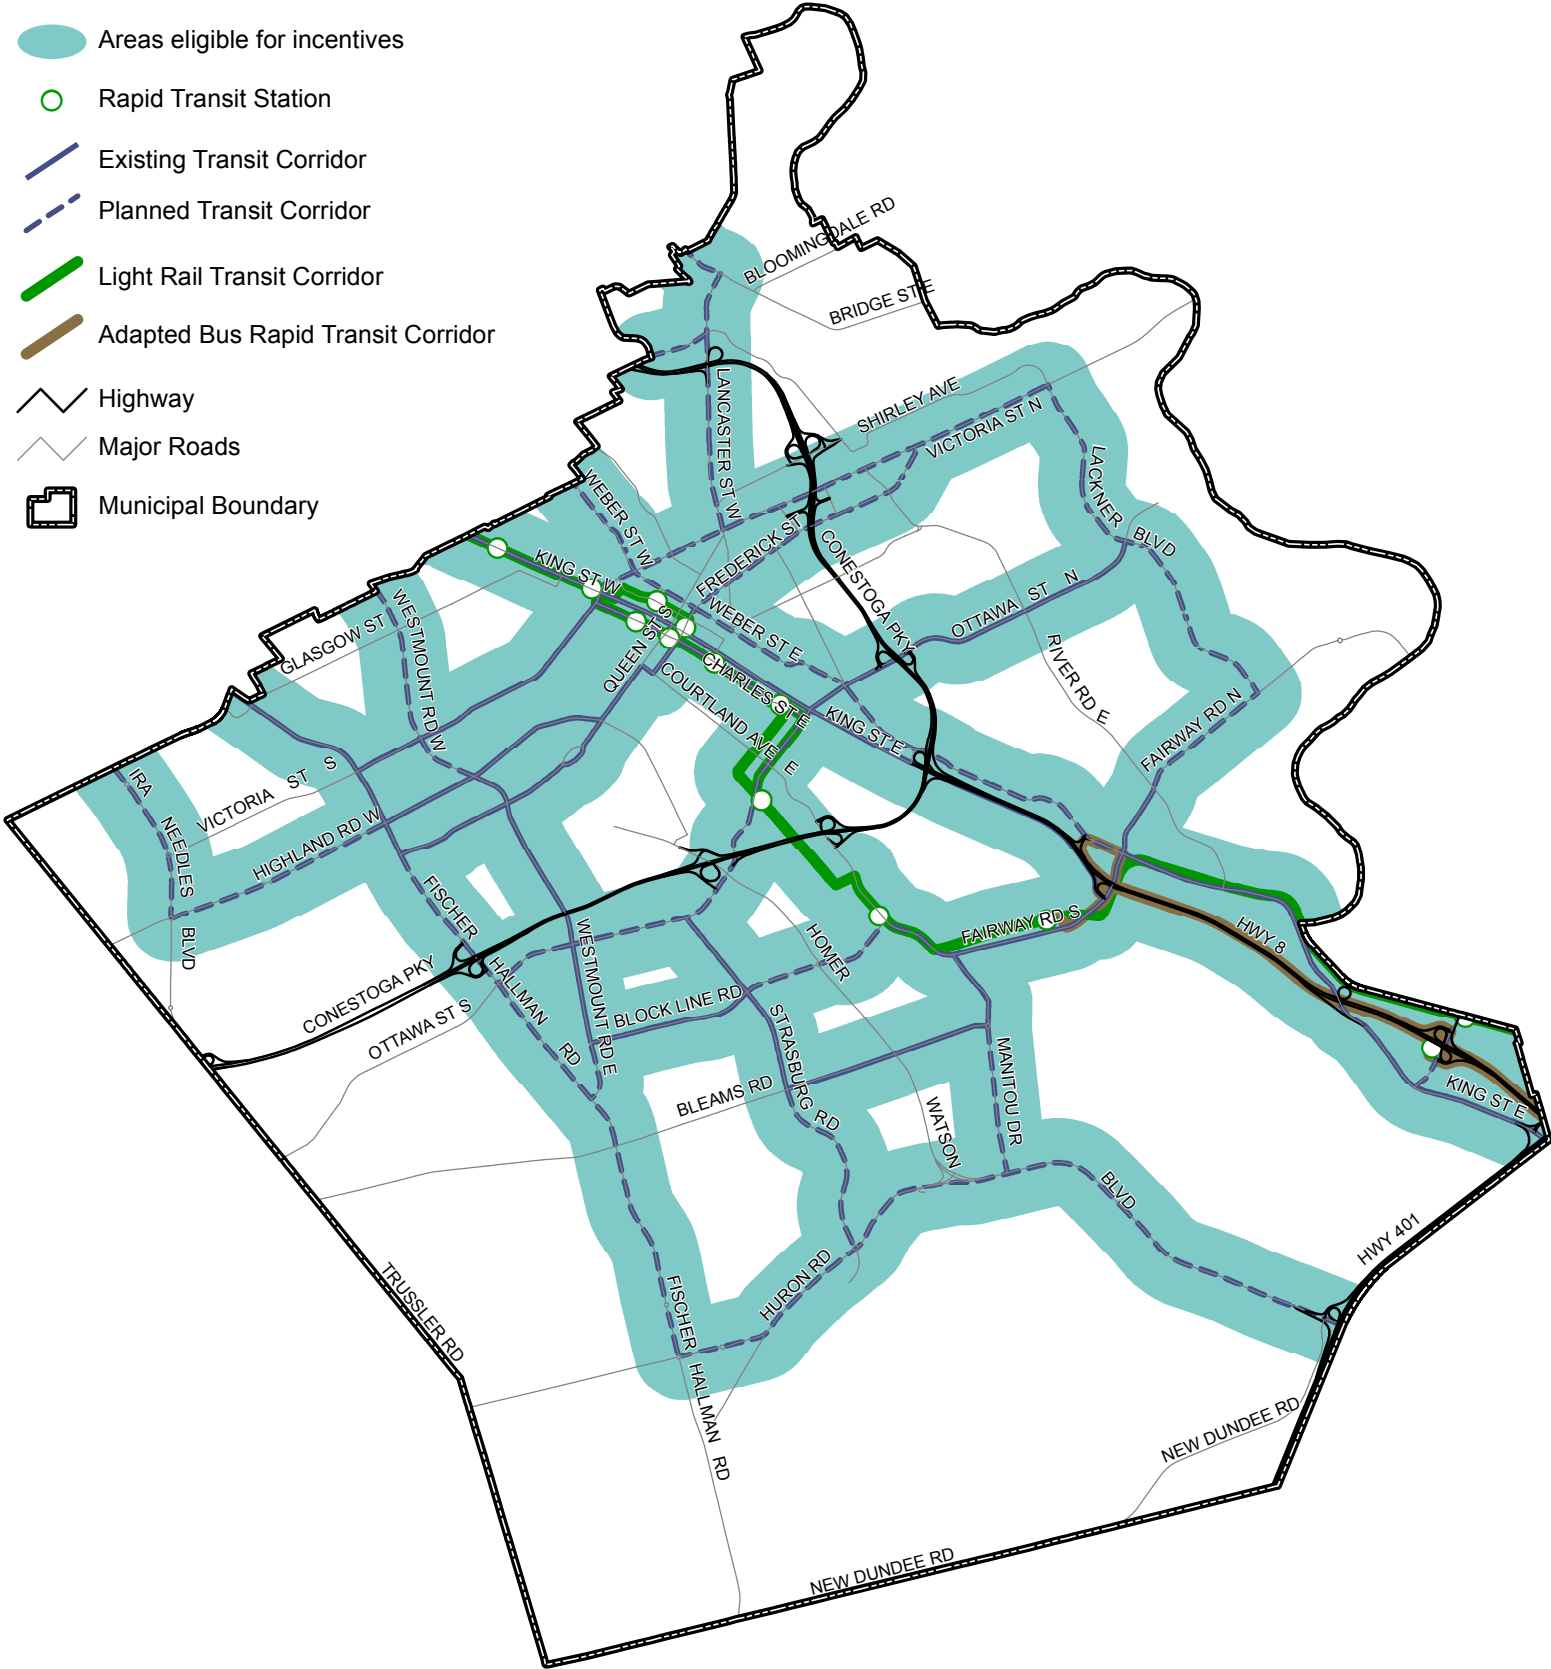 Areas eligible for incentives
Rapid Transit Station
Existing Transit Corridor
Planned Transit Corridor
Light Rail Transit Corridor
Adapted Bus Rapid Transit Corridor
Highway
Major Roads
Municipal Boundary
BLOOMINGDALE RD
BRIDGE ST E
LANCASTER ST W
SHIRLEY AVE
VICTORIA ST N
LACKNER BLVD
WEBER ST W
FREDERICK ST
CONESTOGA PKY
KING ST W
WEBER ST E
OTTAWA ST N
WESTMOUNT RD W
GLASGOW ST
QUEEN ST S
CHARLES ST E
COURTLAND AVE E
KING ST E
RIVER RD E
FAIRWAY RD N
IRA NEEDLES BLVD
VICTORIA ST S
HIGHLAND RD W
FISCHER HALLMAN RD
WESTMOUNT RD E
HOMER WATSON BLVD
FAIRWAY RD S
HWY 8
CONESTOGA PKY
OTTAWA ST S
BLOCK LINE RD
STRASBURG RD
BLEAMS RD
MANITOU DR
KING ST E
HURON RD
HWY 401
TRUSSLER RD
FISCHER HALLMAN RD
NEW DUNDEE RD
NEW DUNDEE RD